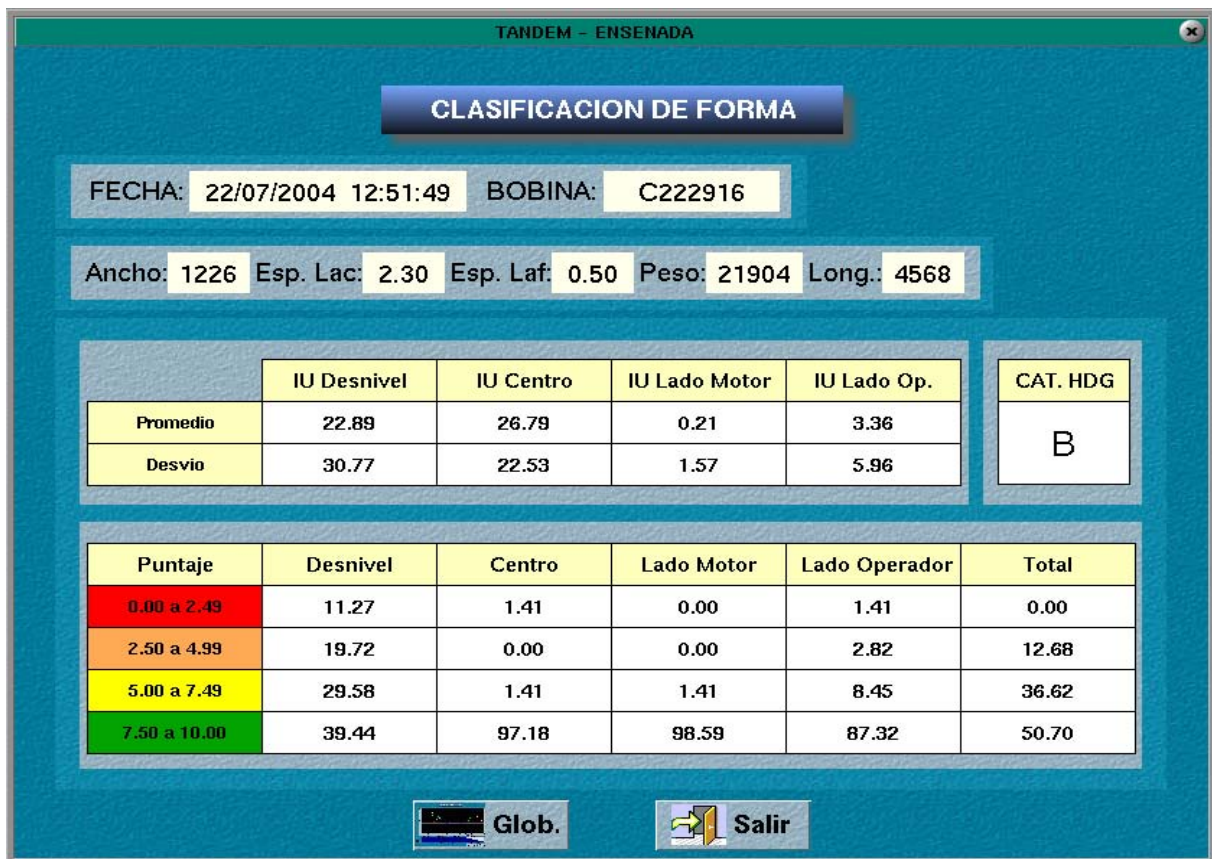 TANDEM - ENSENADA
CLASIFICACION DE FORMA
FECHA: 22/07/2004 12:51:49 BOBINA: C222916
Ancho: 1226 Esp. Lac: 2.30 Esp. Laf: 0.50 Peso: 21904 Long.: 4568
IU Desnivel IU Centro IU Lado Motor IU Lado Op. CAT. HDG
Promedio 22.89 26.79 0.21 3.36 B
Desvio 30.77 22.53 1.57 5.96
Puntaje Desnivel Centro Lado Motor Lado Operador Total
0.00 a 2.49 11.27 1.41 0.00 1.41 0.00
2.50 a 4.99 19.72 0.00 0.00 2.82 12.68
5.00 a 7.49 29.58 1.41 1.41 8.45 36.62
7.50 a 10.00 39.44 97.18 98.59 87.32 50.70
Glob. Salir